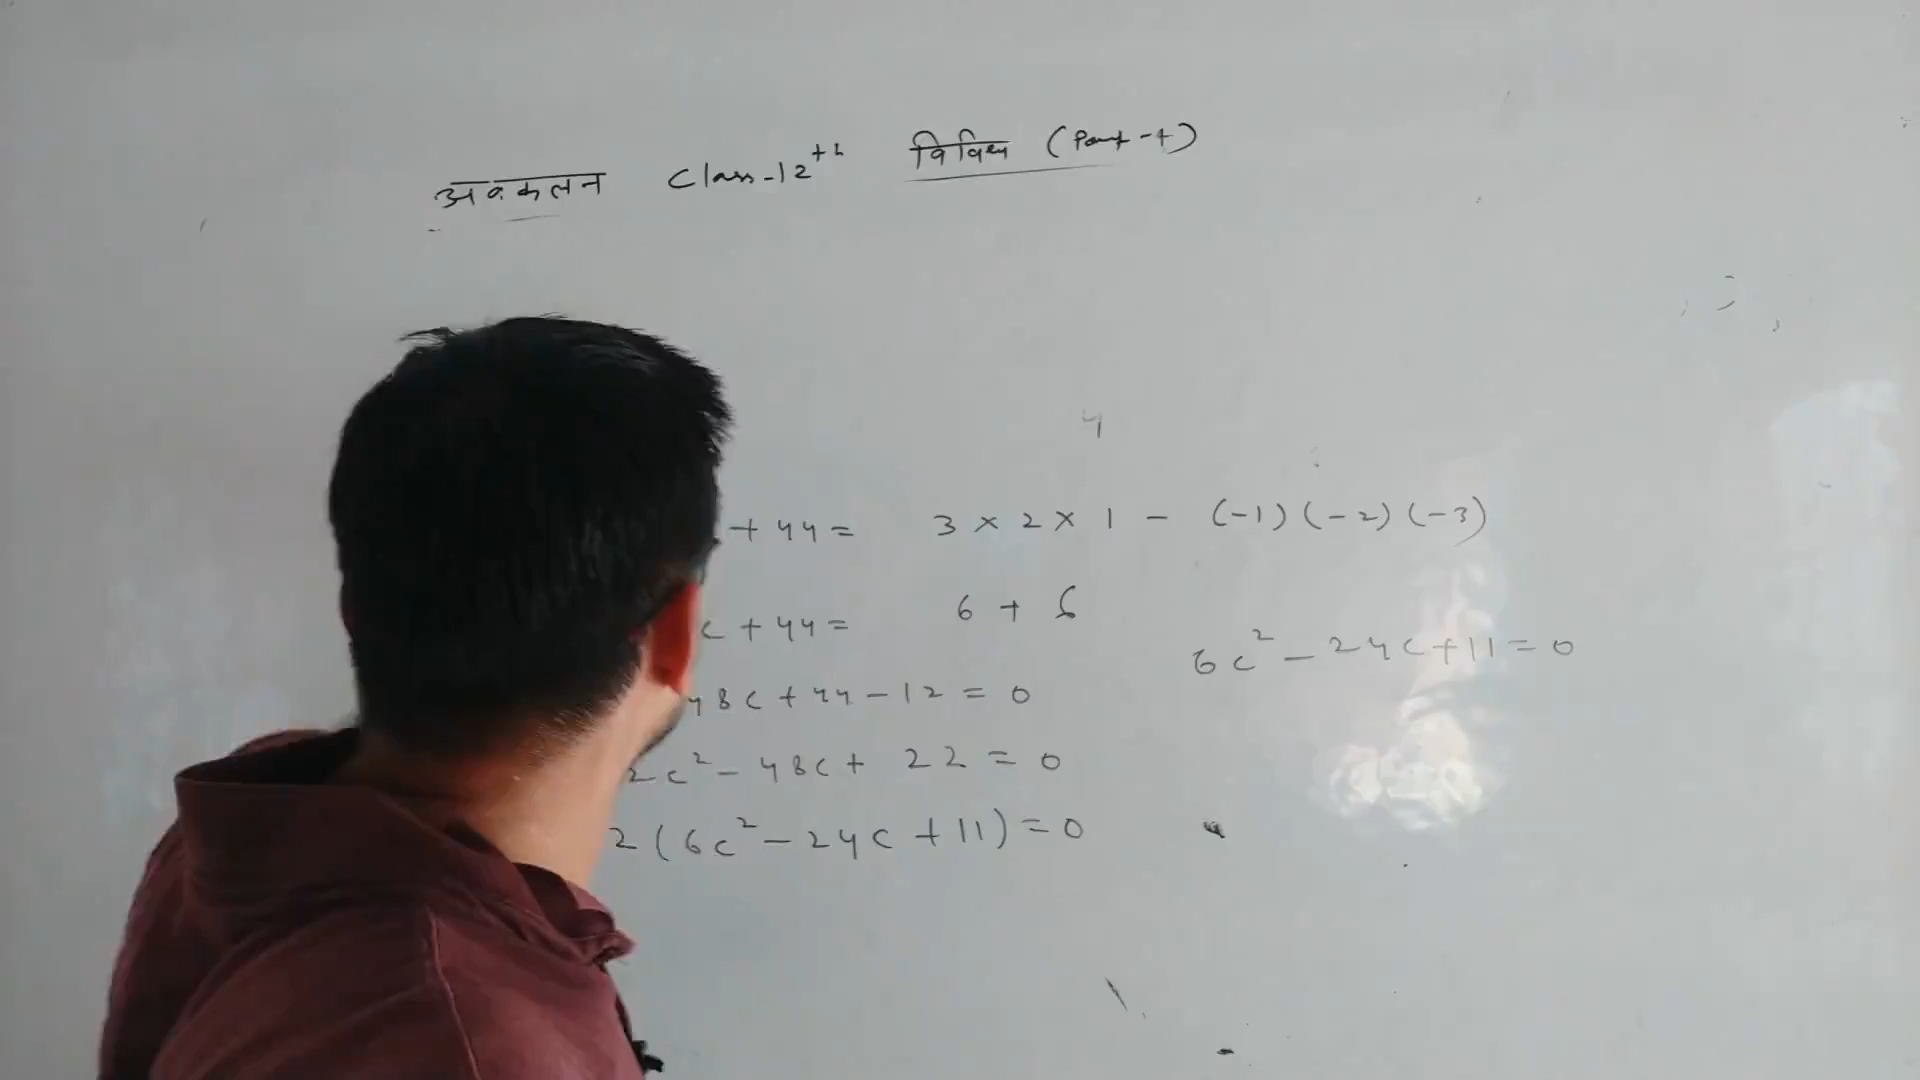 अवकलन Class-12th विविध (Part-1)
4
+ 44 = 3 × 2 × 1 - (-1) (-2) (-3)
c + 44 = 6 + 6
6c² - 24c + 11 = 0
48c + 44 - 12 = 0
2c² - 48c + 22 = 0
2(6c² - 24c + 11) = 0